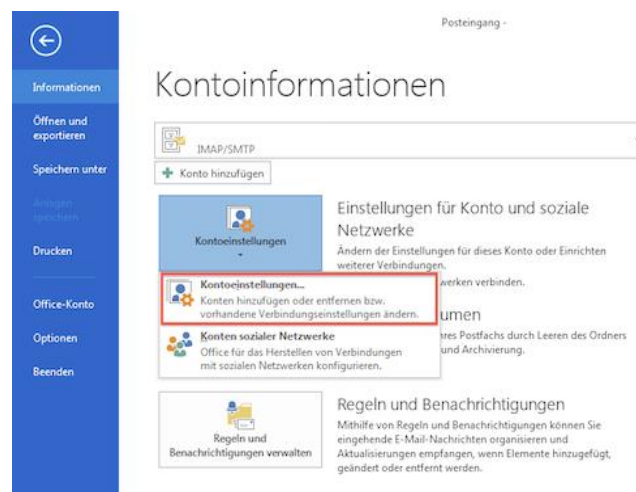 Posteingang -
Informationen
Öffnen und
exportieren
Speichern unter
Anlagen
speichern
Drucken
Office-Konto
Optionen
Beenden
Kontoinformationen
IMAP/SMTP
Konto hinzufügen
Kontoeinstellungen
Einstellungen für Konto und soziale
Netzwerke
Ändern der Einstellungen für dieses Konto oder Einrichten
weiterer Verbindungen.
werken verbinden.
Kontoeinstellungen...
Konten hinzufügen oder entfernen bzw.
vorhandene Verbindungseinstellungen ändern.
Konten sozialer Netzwerke
Office für das Herstellen von Verbindungen
mit sozialen Netzwerken konfigurieren.
umen
res Postfachs durch Leeren des Ordners
und Archivierung.
Regeln und
Benachrichtigungen verwalten
Regeln und Benachrichtigungen
Mithilfe von Regeln und Benachrichtigungen können Sie
eingehende E-Mail-Nachrichten organisieren und
Aktualisierungen empfangen, wenn Elemente hinzugefügt,
geändert oder entfernt werden.